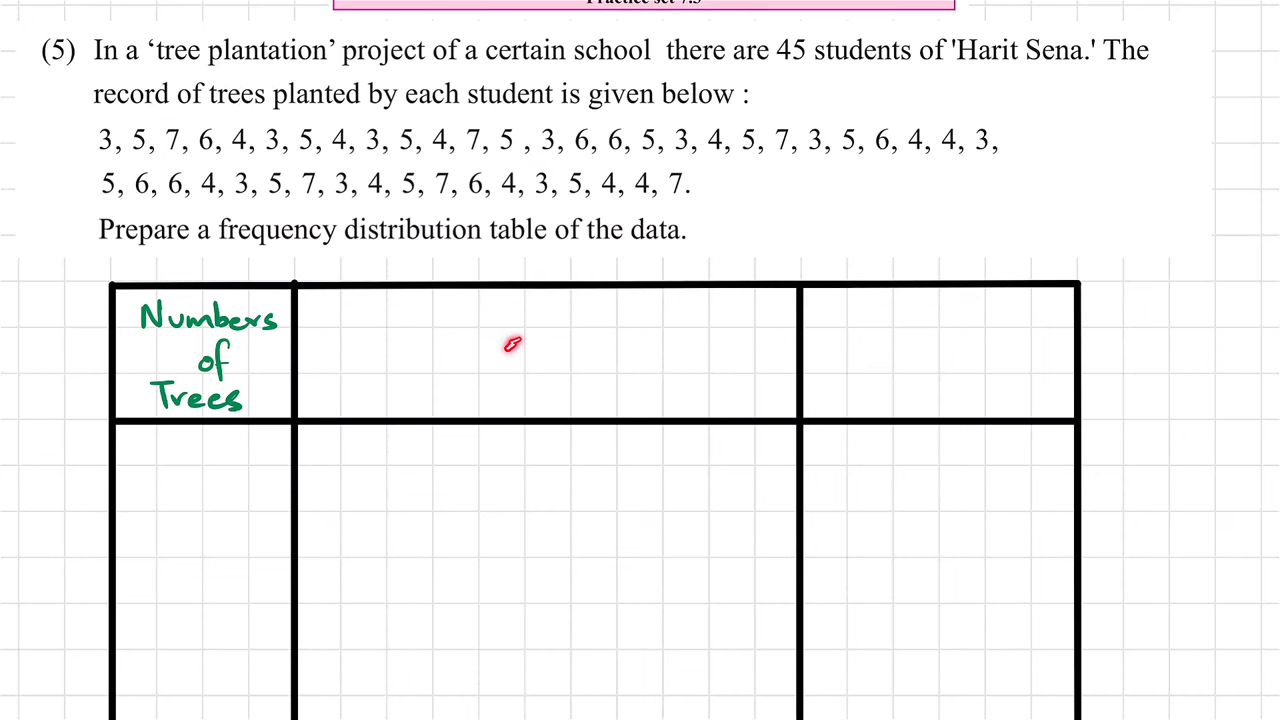 Practice set 7.3
(5) In a ‘tree plantation’ project of a certain school there are 45 students of 'Harit Sena.' The
record of trees planted by each student is given below :
3, 5, 7, 6, 4, 3, 5, 4, 3, 5, 4, 7, 5 , 3, 6, 6, 5, 3, 4, 5, 7, 3, 5, 6, 4, 4, 3,
5, 6, 6, 4, 3, 5, 7, 3, 4, 5, 7, 6, 4, 3, 5, 4, 4, 7.
Prepare a frequency distribution table of the data.
Numbers
of
Trees